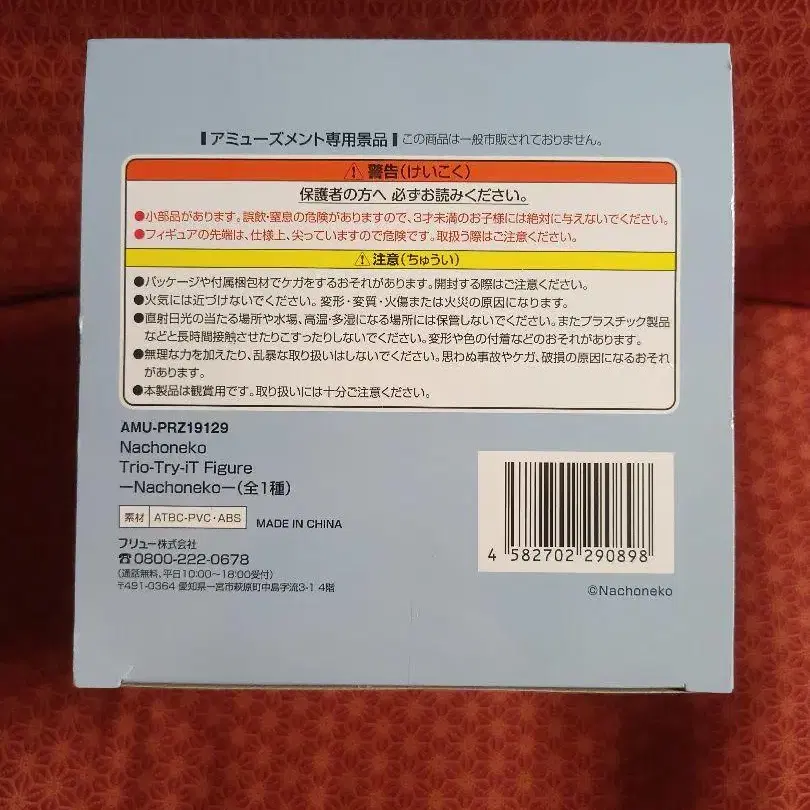 アミューズメント専用景品 この商品は一般市販されておりません。
⚠警告(けいこく)
保護者の方へ 必ずお読みください。
●小部品があります。誤飲・窒息の危険がありますので、3才未満のお子様には絶対に与えないでください。
●フィギュアの先端は、仕様上、尖っていますので危険です。取扱う際はご注意ください。
⚠注意(ちゅうい)
●パッケージや付属梱包材でケガをするおそれがあります。開封する際はご注意ください。
●火気には近づけないでください。変形・変質・火傷または火災の原因になります。
●直射日光の当たる場所や水場、高温・多湿になる場所には保管しないでください。またプラスチック製品
などと長時間接触させたりこすったりしないでください。変形や色の付着などのおそれがあります。
●無理な力を加えたり、乱暴な取り扱いはしないでください。思わぬ事故やケガ、破損の原因になるおそれ
があります。
●本製品は観賞用です。取り扱いには十分ご注意ください。
AMU-PRZ19129
Nachoneko
Trio-Try-iT Figure
―Nachoneko―(全1種)
素材 ATBC-PVC・ABS MADE IN CHINA
フリュー株式会社
☎0800-222-0678
(通話無料、平日10:00~18:00受付)
〒491-0364 愛知県一宮市萩原町中島字流3-1 4階
4 582702 290898
©Nachoneko